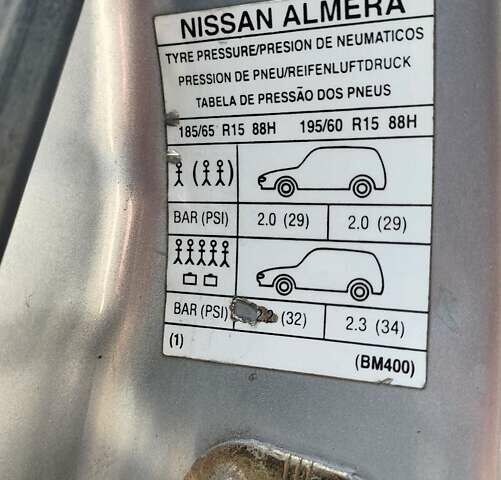 NISSAN ALMERA
TYRE PRESSURE/PRESION DE NEUMATICOS
PRESSION DE PNEU/REIFENLUFTDRUCK
TABELA DE PRESSÃO DOS PNEUS
185/65 R15 88H 195/60 R15 88H
BAR (PSI) 2.0 (29) 2.0 (29)
BAR (PSI) (32) 2.3 (34)
(1) (BM400)